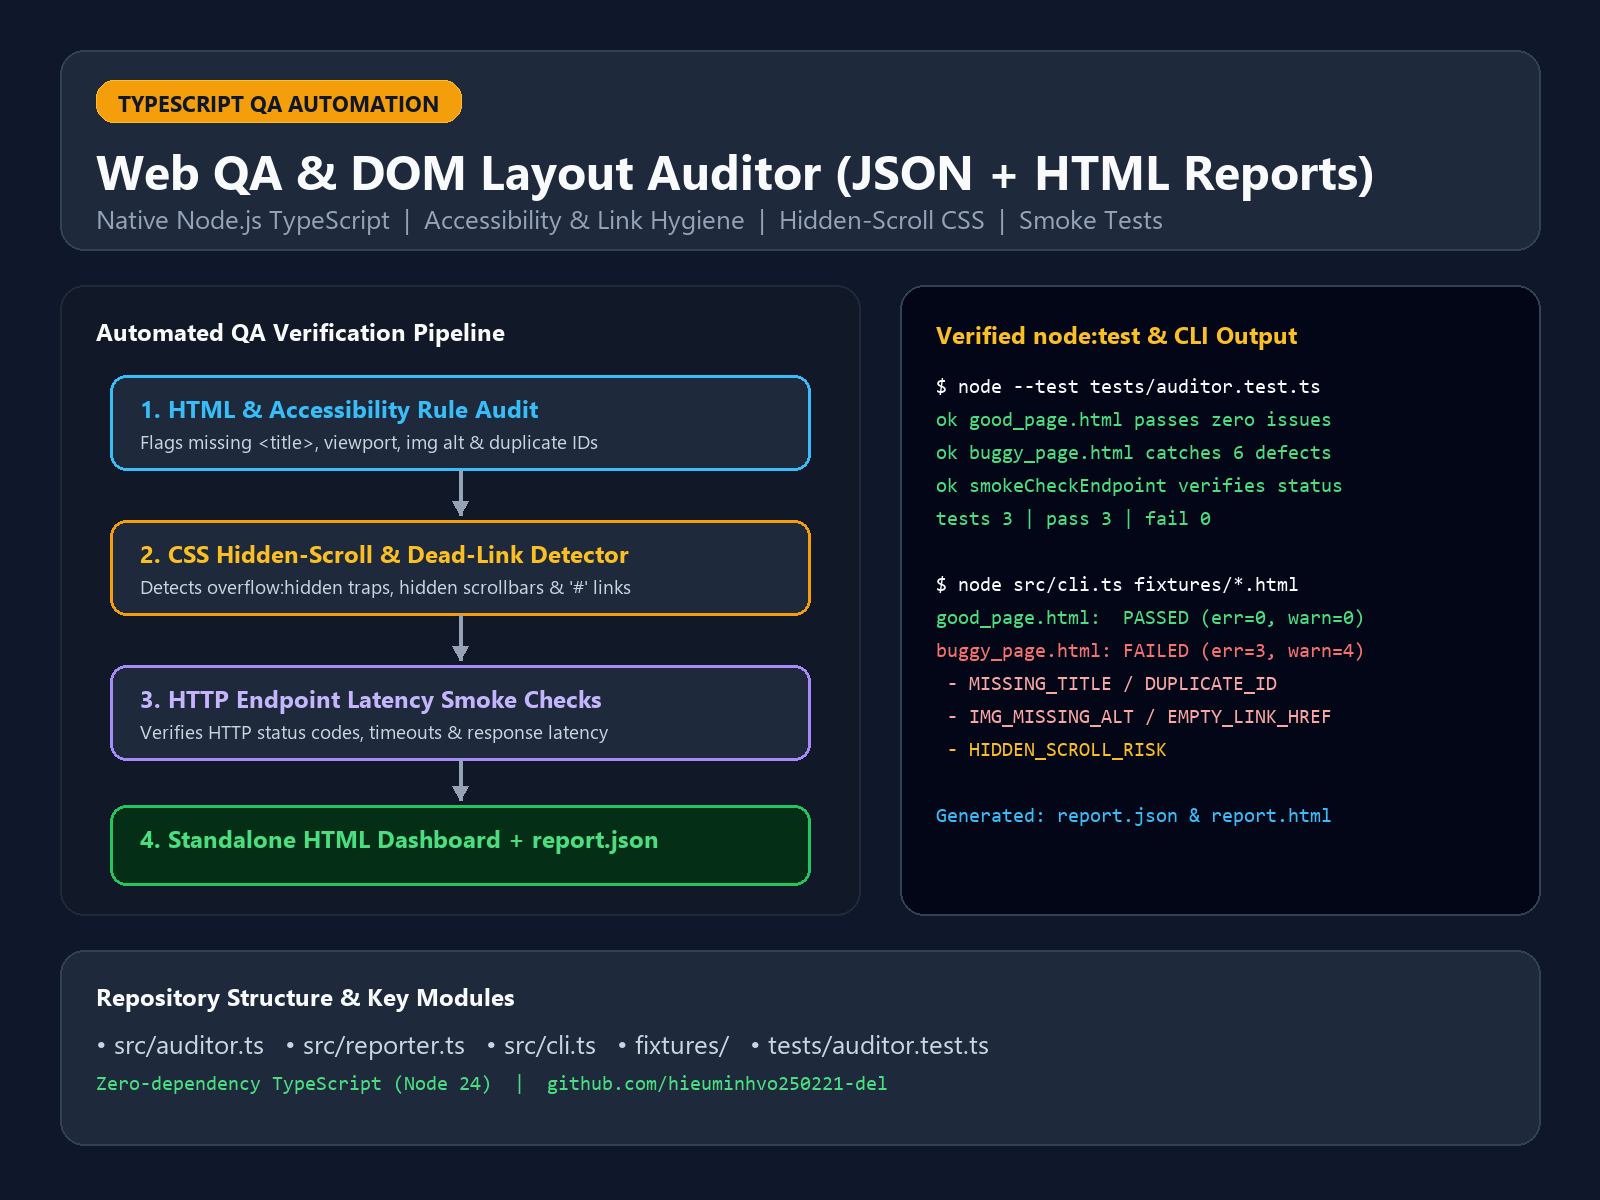 TYPESCRIPT QA AUTOMATION
Web QA & DOM Layout Auditor (JSON + HTML Reports)
Native Node.js TypeScript | Accessibility & Link Hygiene | Hidden-Scroll CSS | Smoke Tests
Automated QA Verification Pipeline
1. HTML & Accessibility Rule Audit
Flags missing <title>, viewport, img alt & duplicate IDs
2. CSS Hidden-Scroll & Dead-Link Detector
Detects overflow:hidden traps, hidden scrollbars & '#' links
3. HTTP Endpoint Latency Smoke Checks
Verifies HTTP status codes, timeouts & response latency
4. Standalone HTML Dashboard + report.json
Verified node:test & CLI Output
$ node --test tests/auditor.test.ts
ok good_page.html passes zero issues
ok buggy_page.html catches 6 defects
ok smokeCheckEndpoint verifies status
tests 3 | pass 3 | fail 0
$ node src/cli.ts fixtures/*.html
good_page.html:  PASSED (err=0, warn=0)
buggy_page.html: FAILED (err=3, warn=4)
- MISSING_TITLE / DUPLICATE_ID
- IMG_MISSING_ALT / EMPTY_LINK_HREF
- HIDDEN_SCROLL_RISK
Generated: report.json & report.html
Repository Structure & Key Modules
• src/auditor.ts • src/reporter.ts • src/cli.ts • fixtures/ • tests/auditor.test.ts
Zero-dependency TypeScript (Node 24) | github.com/hieuminhvo250221-del